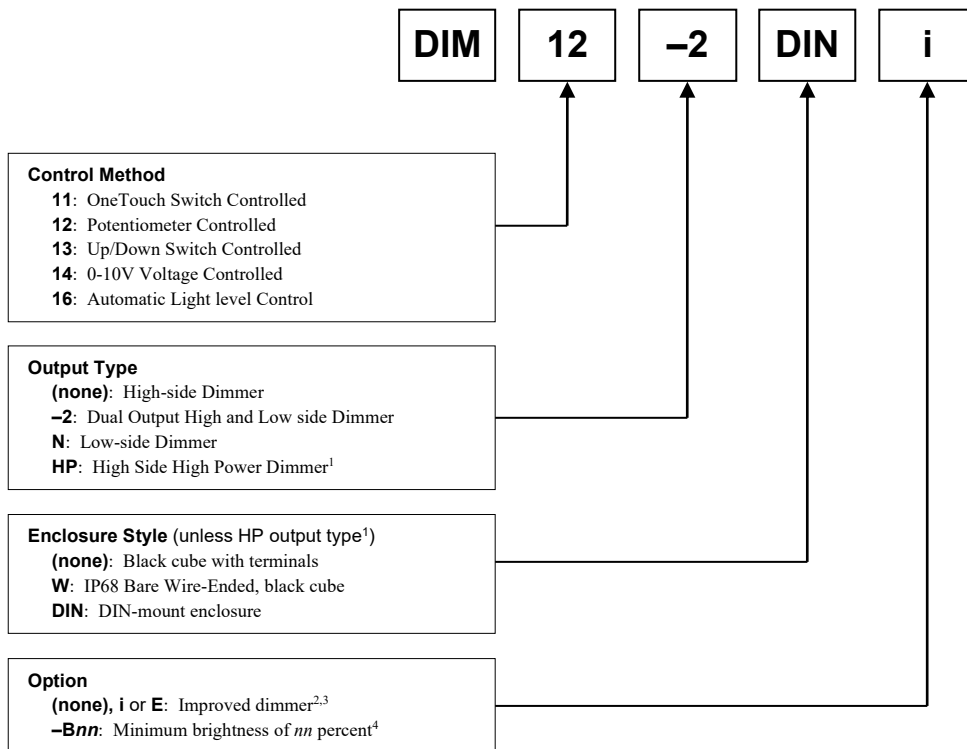 DIM 12 –2 DIN i
Control Method
11: OneTouch Switch Controlled
12: Potentiometer Controlled
13: Up/Down Switch Controlled
14: 0-10V Voltage Controlled
16: Automatic Light level Control
Output Type
(none): High-side Dimmer
–2: Dual Output High and Low side Dimmer
N: Low-side Dimmer
HP: High Side High Power Dimmer¹
Enclosure Style (unless HP output type¹)
(none): Black cube with terminals
W: IP68 Bare Wire-Ended, black cube
DIN: DIN-mount enclosure
Option
(none), i or E: Improved dimmer²,³
–Bnn: Minimum brightness of nn percent⁴